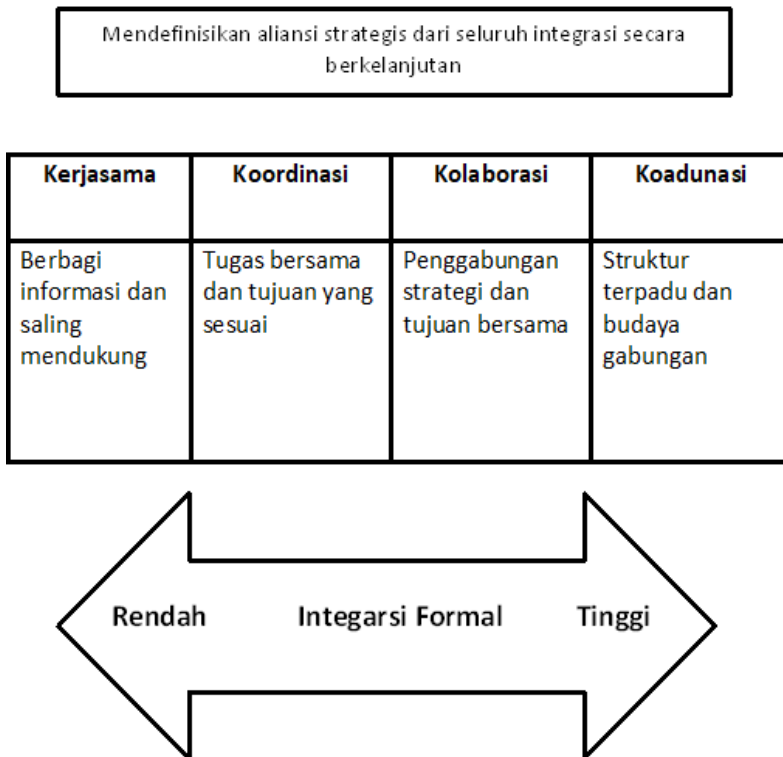 Mendefinisikan aliansi strategis dari seluruh integrasi secara
berkelanjutan
Kerjasama
Koordinasi
Kolaborasi
Koadunasi
Berbagi
informasi dan
saling
mendukung
Tugas bersama
dan tujuan yang
sesuai
Penggabungan
strategi dan
tujuan bersama
Struktur
terpadu dan
budaya
gabungan
Rendah
Integarsi Formal
Tinggi